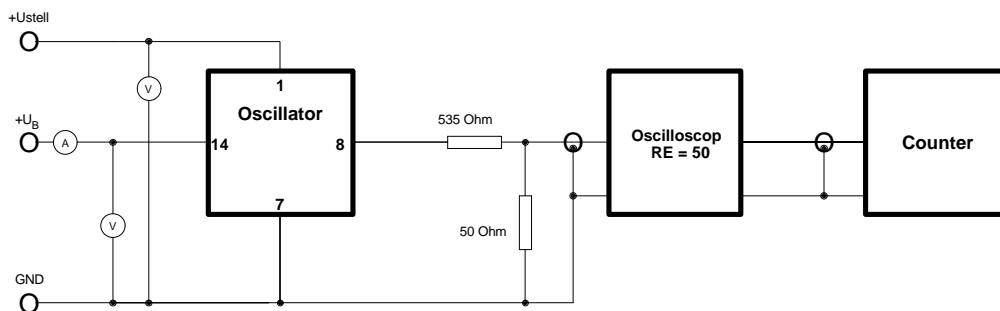 +Ustell
V
1
Oscillator
+UB
A
14
8
535 Ohm
Oscilloscop
RE = 50
Counter
7
V
50 Ohm
GND